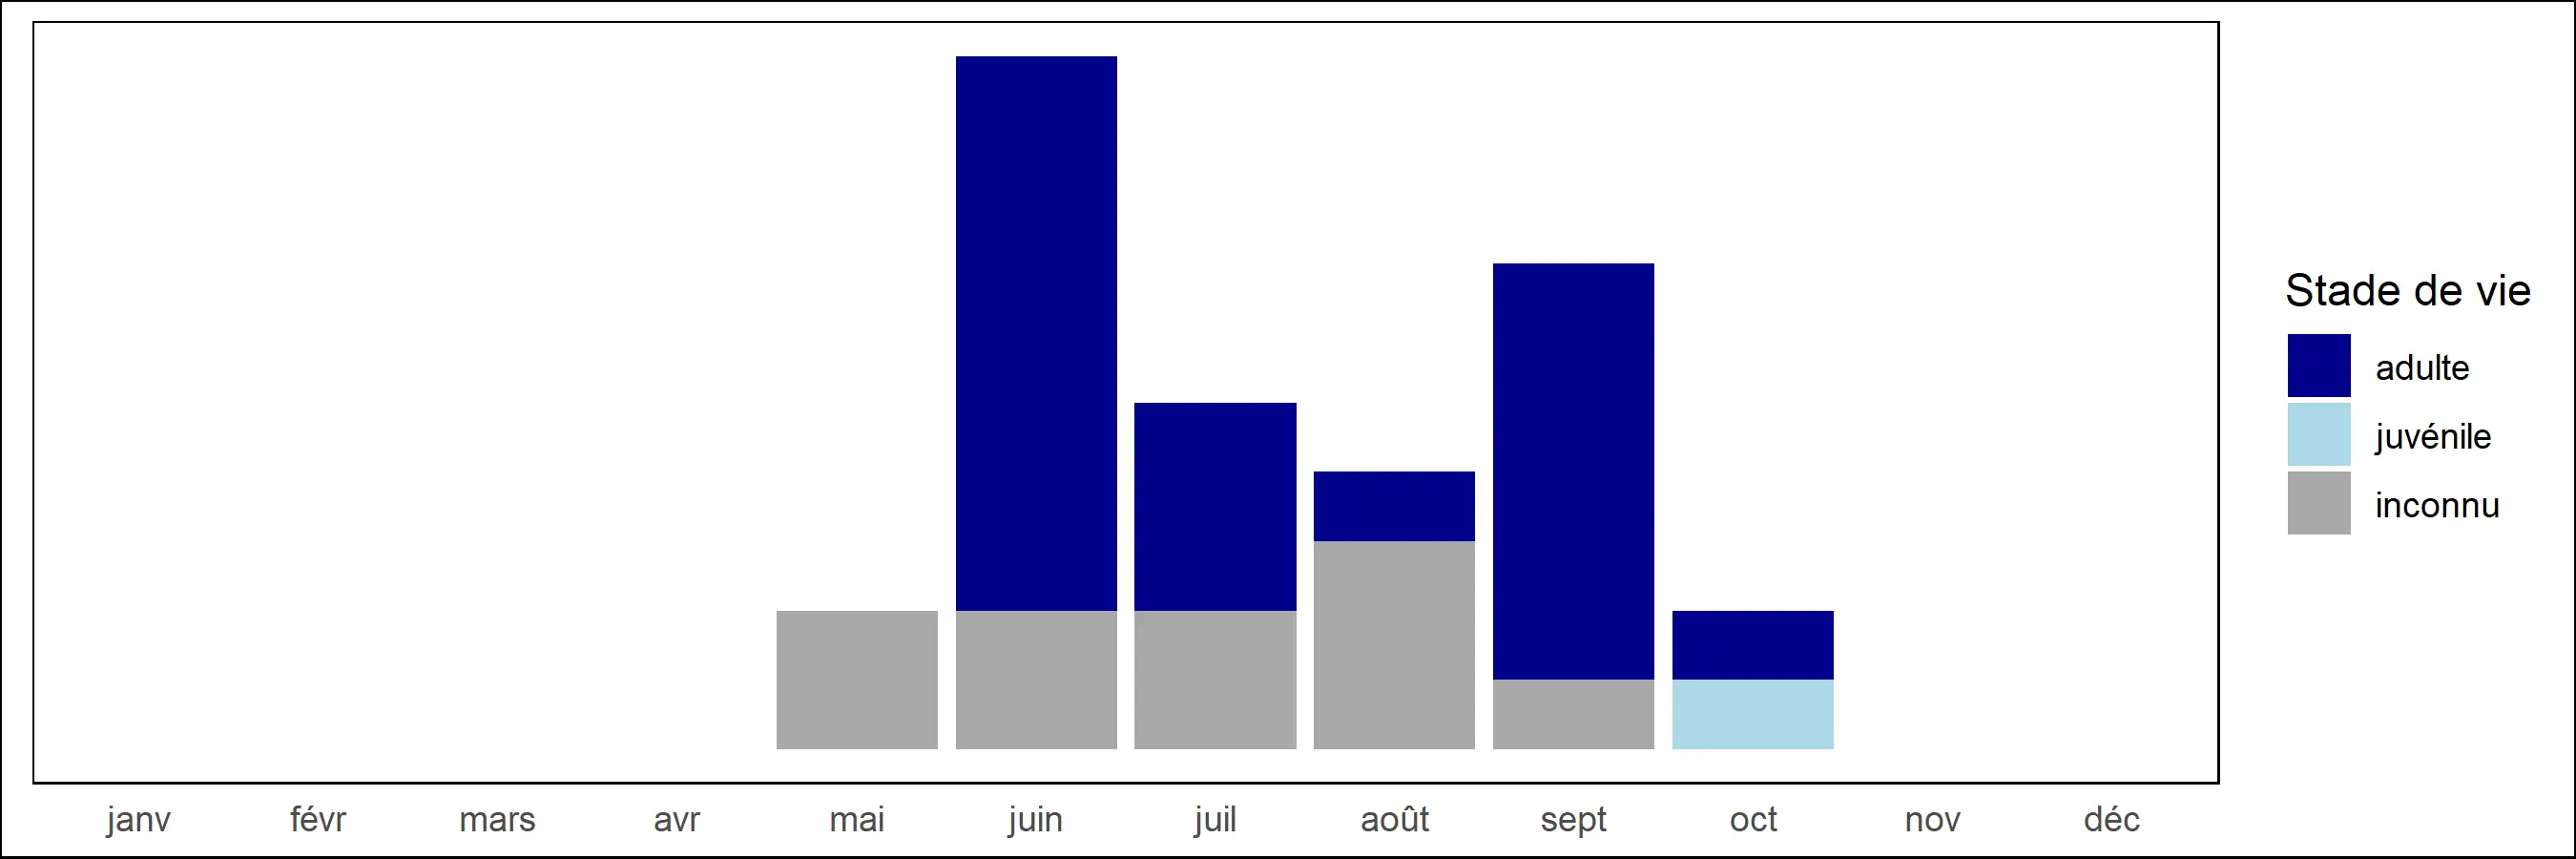 Stade de vie
adulte
juvénile
inconnu
janv févr mars avr mai juin juil août sept oct nov déc